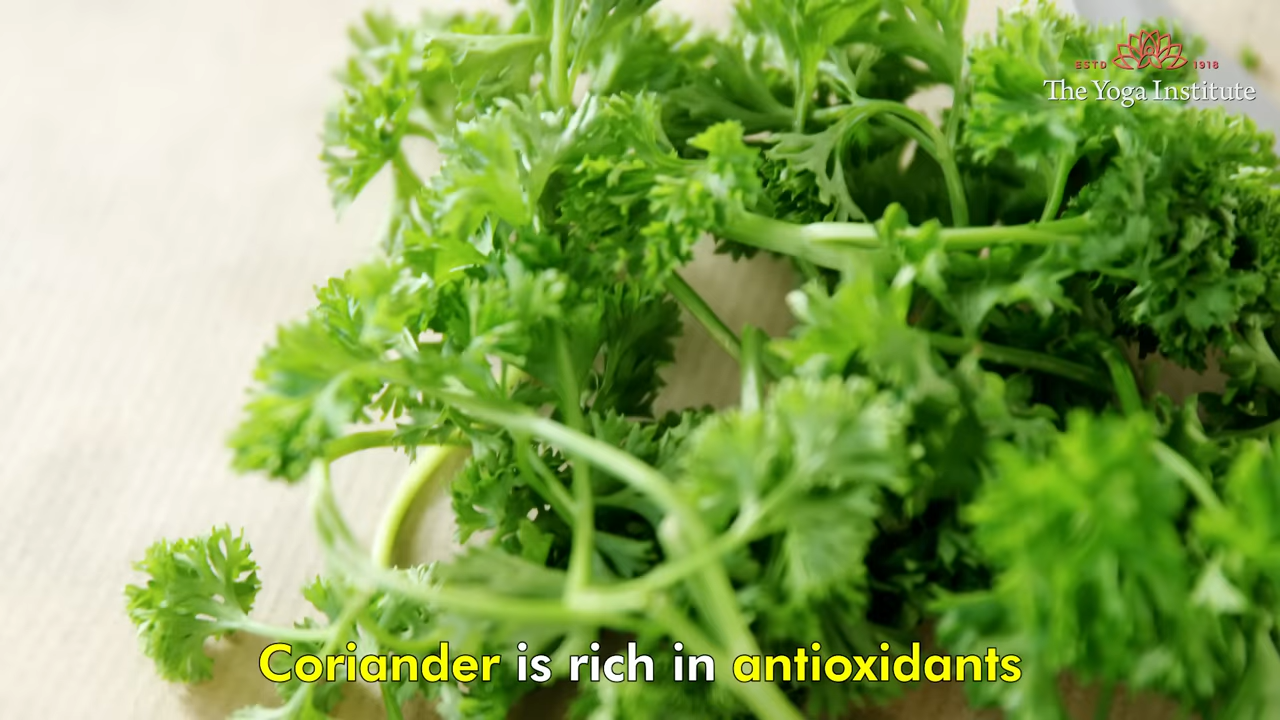 ESTD 1918
The Yoga Institute
Coriander is rich in antioxidants